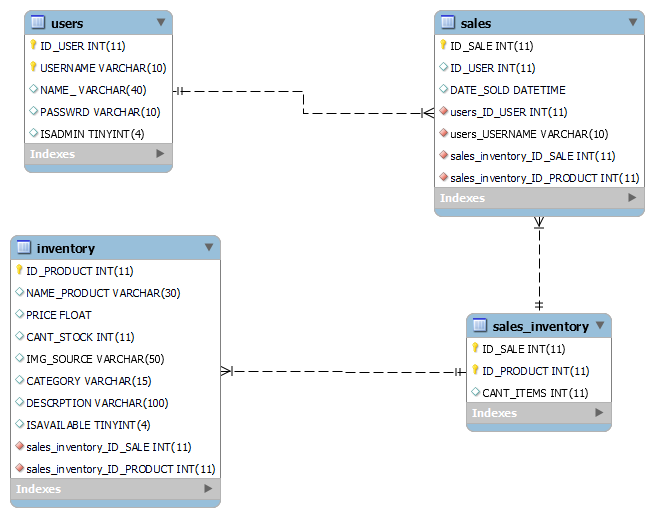 users
ID_USER INT(11)
USERNAME VARCHAR(10)
NAME_ VARCHAR(40)
PASSWRD VARCHAR(10)
ISADMIN TINYINT(4)
Indexes
sales
ID_SALE INT(11)
ID_USER INT(11)
DATE_SOLD DATETIME
users_ID_USER INT(11)
users_USERNAME VARCHAR(10)
sales_inventory_ID_SALE INT(11)
sales_inventory_ID_PRODUCT INT(11)
Indexes
inventory
ID_PRODUCT INT(11)
NAME_PRODUCT VARCHAR(30)
PRICE FLOAT
CANT_STOCK INT(11)
IMG_SOURCE VARCHAR(50)
CATEGORY VARCHAR(15)
DESCRPTION VARCHAR(100)
ISAVAILABLE TINYINT(4)
sales_inventory_ID_SALE INT(11)
sales_inventory_ID_PRODUCT INT(11)
Indexes
sales_inventory
ID_SALE INT(11)
ID_PRODUCT INT(11)
CANT_ITEMS INT(11)
Indexes